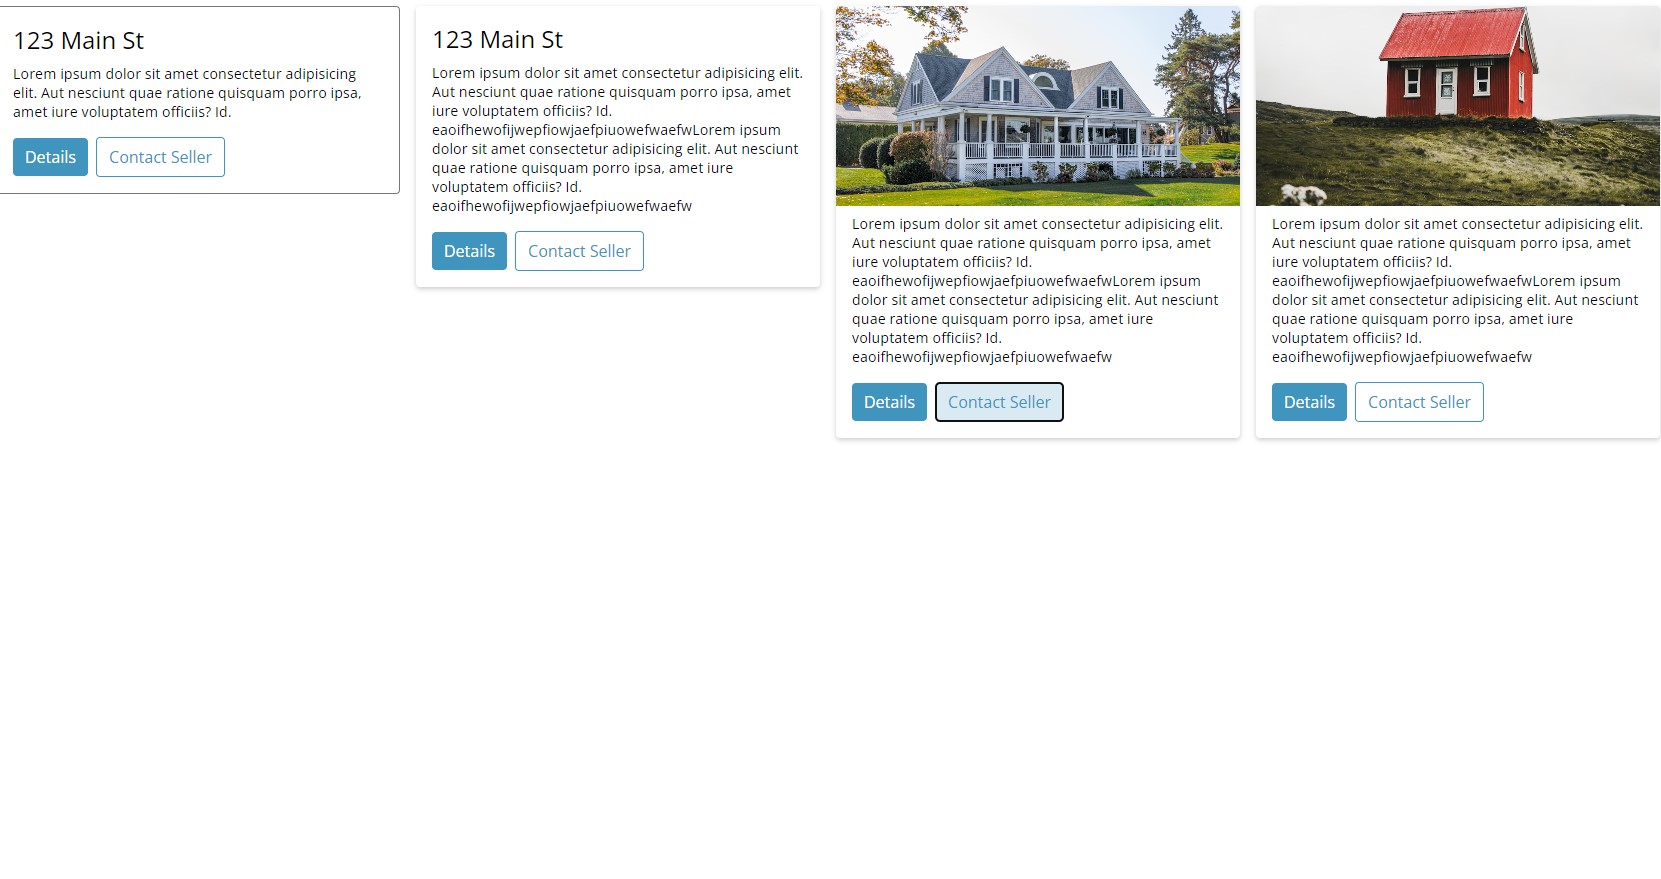 123 Main St
Lorem ipsum dolor sit amet consectetur adipisicing
elit. Aut nesciunt quae ratione quisquam porro ipsa,
amet iure voluptatem officiis? Id.
Details
Contact Seller
123 Main St
Lorem ipsum dolor sit amet consectetur adipisicing elit.
Aut nesciunt quae ratione quisquam porro ipsa, amet
iure voluptatem officiis? Id.
eaoifhewofijwepfiowjaefpiuowefwaefwLorem ipsum
dolor sit amet consectetur adipisicing elit. Aut nesciunt
quae ratione quisquam porro ipsa, amet iure
voluptatem officiis? Id.
eaoifhewofijwepfiowjaefpiuowefwaefw
Details
Contact Seller
Lorem ipsum dolor sit amet consectetur adipisicing elit.
Aut nesciunt quae ratione quisquam porro ipsa, amet
iure voluptatem officiis? Id.
eaoifhewofijwepfiowjaefpiuowefwaefwLorem ipsum
dolor sit amet consectetur adipisicing elit. Aut nesciunt
quae ratione quisquam porro ipsa, amet iure
voluptatem officiis? Id.
eaoifhewofijwepfiowjaefpiuowefwaefw
Details
Contact Seller
Lorem ipsum dolor sit amet consectetur adipisicing elit.
Aut nesciunt quae ratione quisquam porro ipsa, amet
iure voluptatem officiis? Id.
eaoifhewofijwepfiowjaefpiuowefwaefwLorem ipsum
dolor sit amet consectetur adipisicing elit. Aut nesciunt
quae ratione quisquam porro ipsa, amet iure
voluptatem officiis? Id.
eaoifhewofijwepfiowjaefpiuowefwaefw
Details
Contact Seller